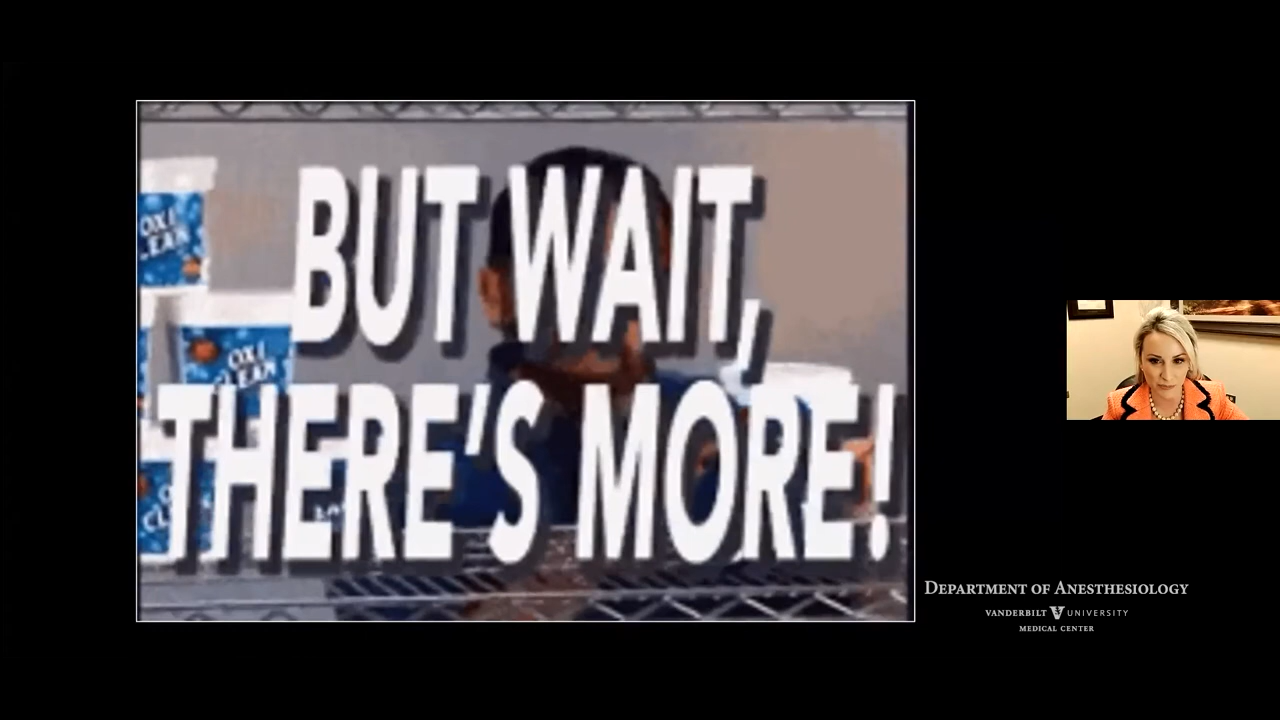 BUT WAIT,
THERE'S MORE!
OXI
CLEAN
OXI
CLEAN
DEPARTMENT OF ANESTHESIOLOGY
VANDERBILT UNIVERSITY
MEDICAL CENTER